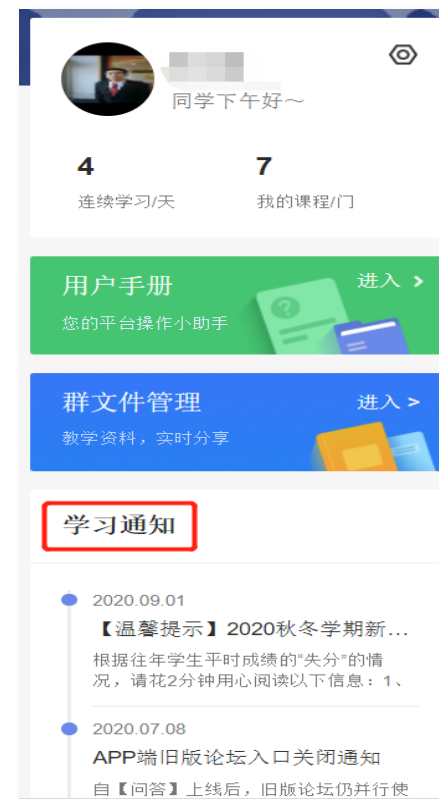 同学下午好～
4
7
连续学习/天
我的课程/门
用户手册
进入 >
您的平台操作小助手
群文件管理
进入 >
教学资料，实时分享
学习通知
2020.09.01
【温馨提示】2020秋冬学期新...
根据往年学生平时成绩的“失分”的情
况，请花2分钟用心阅读以下信息：1、
2020.07.08
APP端旧版论坛入口关闭通知
自【问答】上线后，旧版论坛仍并行使